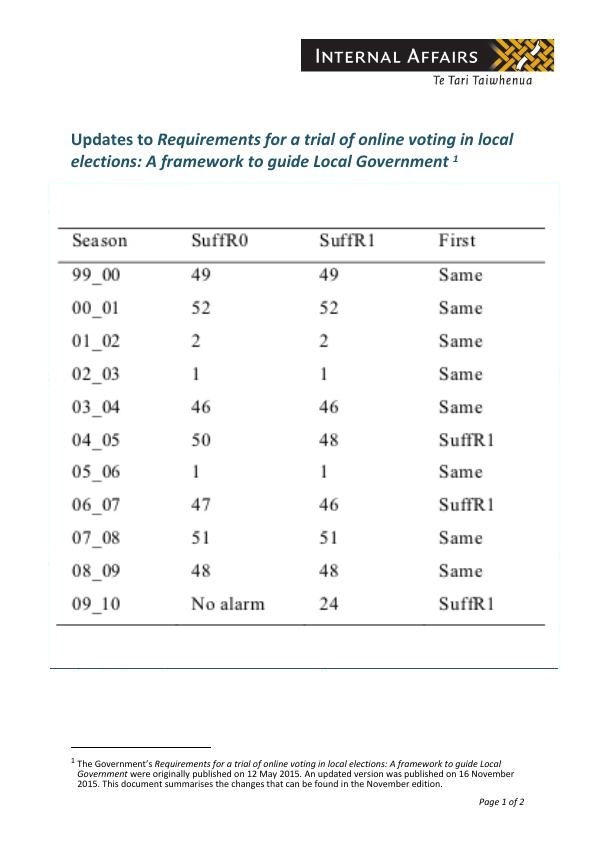 INTERNAL AFFAIRS
Te Tari Taiwhenua
Updates to Requirements for a trial of online voting in local
elections: A framework to guide Local Government 1
Season SuffR0 SuffR1 First
99_00 49 49 Same
00_01 52 52 Same
01_02 2 2 Same
02_03 1 1 Same
03_04 46 46 Same
04_05 50 48 SuffR1
05_06 1 1 Same
06_07 47 46 SuffR1
07_08 51 51 Same
08_09 48 48 Same
09_10 No alarm 24 SuffR1
1 The Government's Requirements for a trial of online voting in local elections: A framework to guide Local
Government were originally published on 12 May 2015. An updated version was published on 16 November
2015. This document summarises the changes that can be found in the November edition.
Page 1 of 2